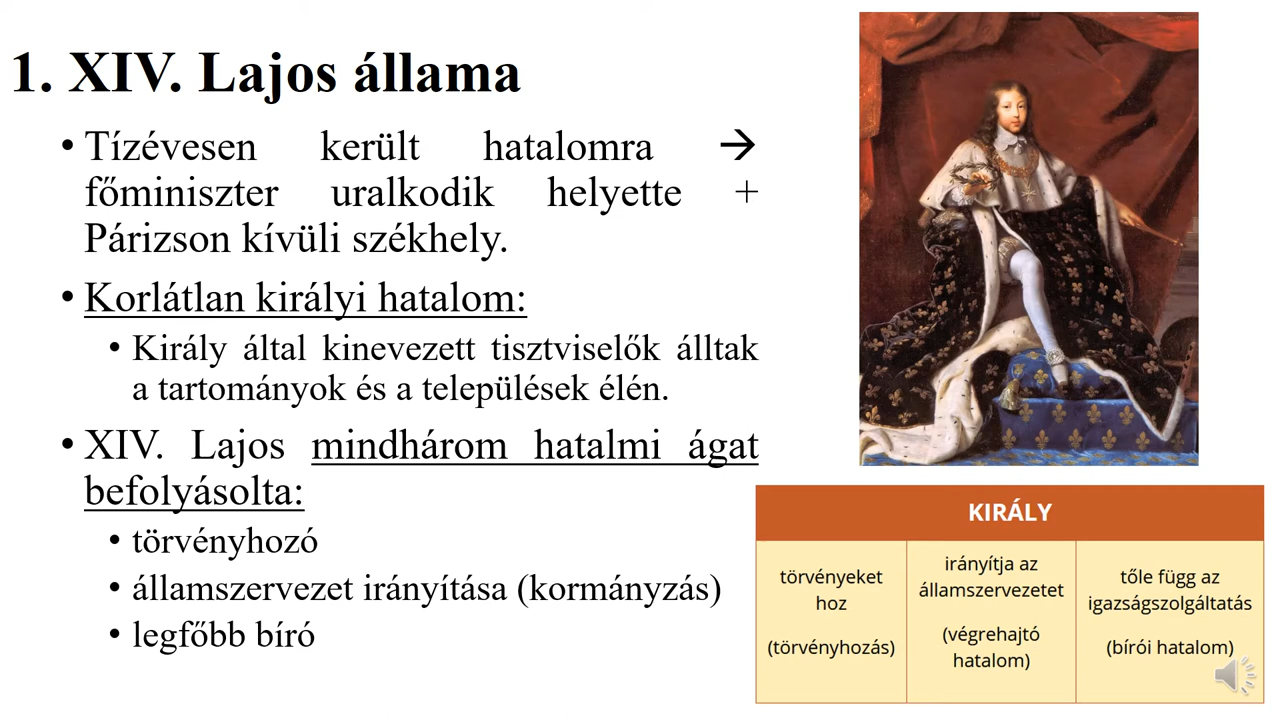 1. XIV. Lajos állama
• Tízévesen került hatalomra →
főminiszter uralkodik helyette +
Párizson kívüli székhely.
• Korlátlan királyi hatalom:
• Király által kinevezett tisztviselők álltak
a tartományok és a települések élén.
• XIV. Lajos mindhárom hatalmi ágat
befolyásolta:
• törvényhozó
• államszervezet irányítása (kormányzás)
• legfőbb bíró
KIRÁLY
törvényeket
hoz
(törvényhozás)
irányítja az
államszervezetet
(végrehajtó
hatalom)
tőle függ az
igazságszolgáltatás
(bírói hatalom)